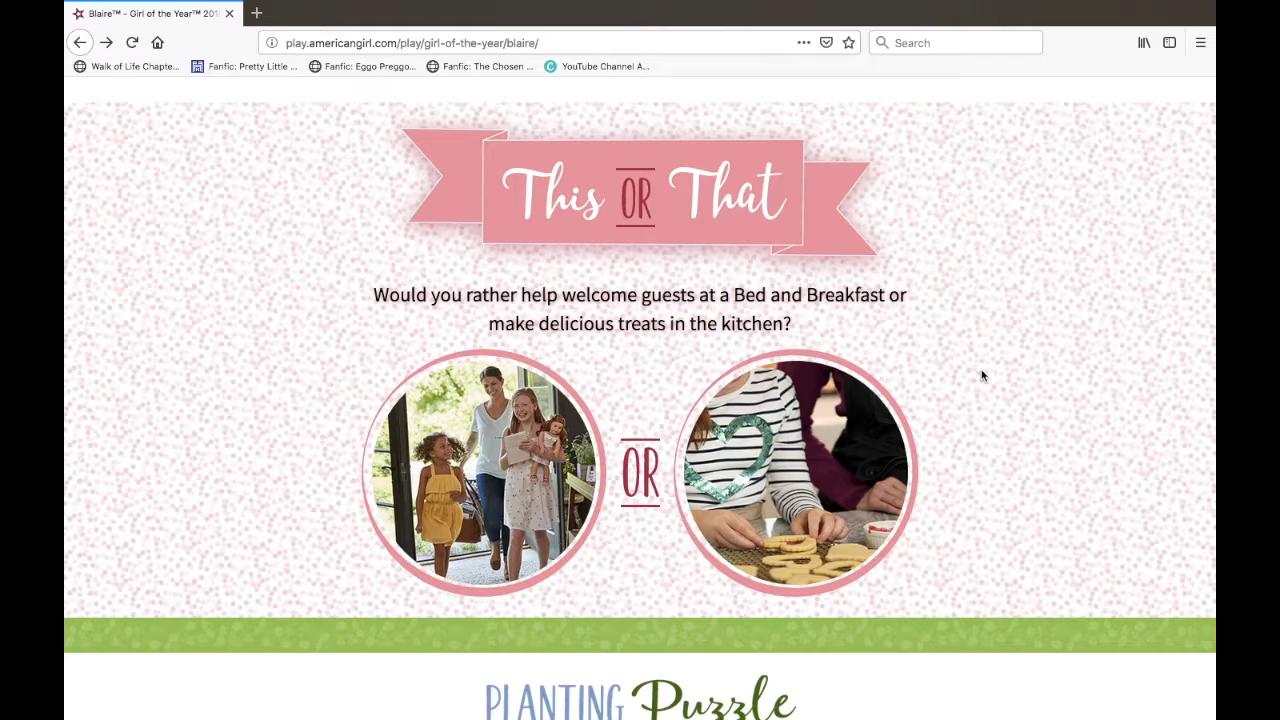 Blaire™ - Girl of the Year™ 201
play.americangirl.com/play/girl-of-the-year/blaire/
Search
Walk of Life Chapte...
Fanfic: Pretty Little ...
Fanfic: Eggo Preggo...
Fanfic: The Chosen ...
YouTube Channel A...
This OR That
Would you rather help welcome guests at a Bed and Breakfast or
make delicious treats in the kitchen?
OR
PLANTING Puzzle